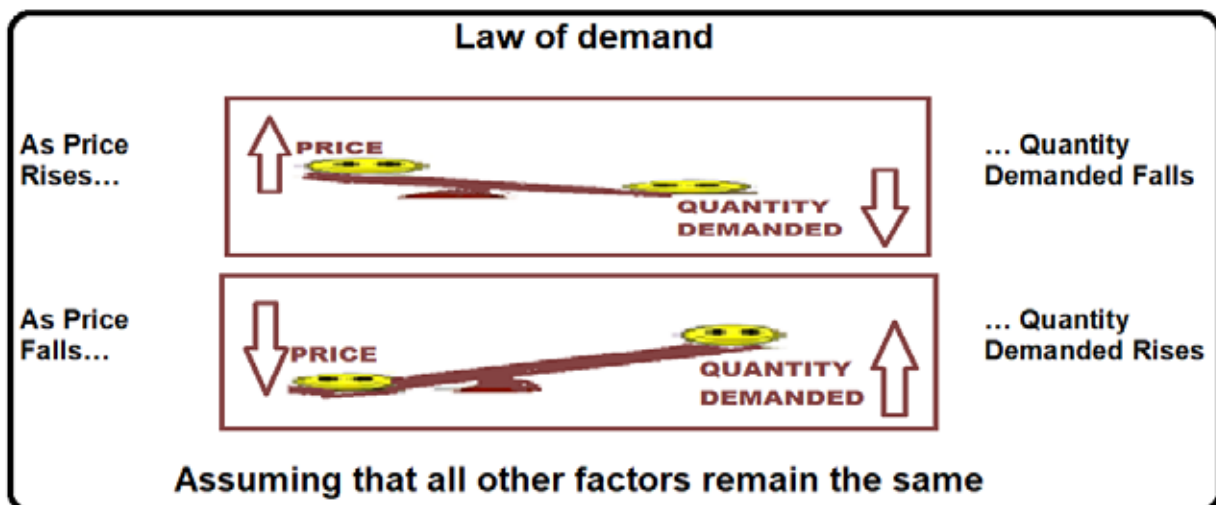 Law of demand
As Price
Rises...
PRICE
QUANTITY
DEMANDED
... Quantity
Demanded Falls
As Price
Falls...
PRICE
QUANTITY
DEMANDED
... Quantity
Demanded Rises
Assuming that all other factors remain the same